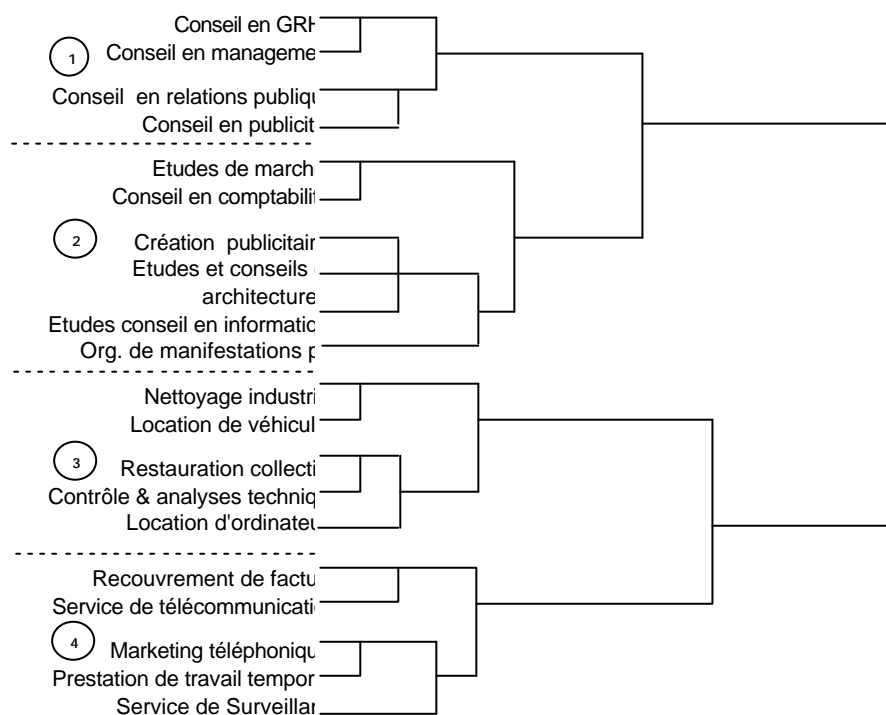 Conseil en GRH
1 Conseil en manageme
Conseil en relations publiqu
Conseil en publicit
Etudes de march
Conseil en comptabilit
2 Création publicitair
Etudes et conseils
architecture
Etudes conseil en informatiq
Org. de manifestations p
Nettoyage industri
Location de véhicul
3 Restauration collecti
Contrôle & analyses techniq
Location d'ordinateu
Recouvrement de factu
Service de télécommunicati
4 Marketing téléphoniqu
Prestation de travail tempor
Service de Surveillan